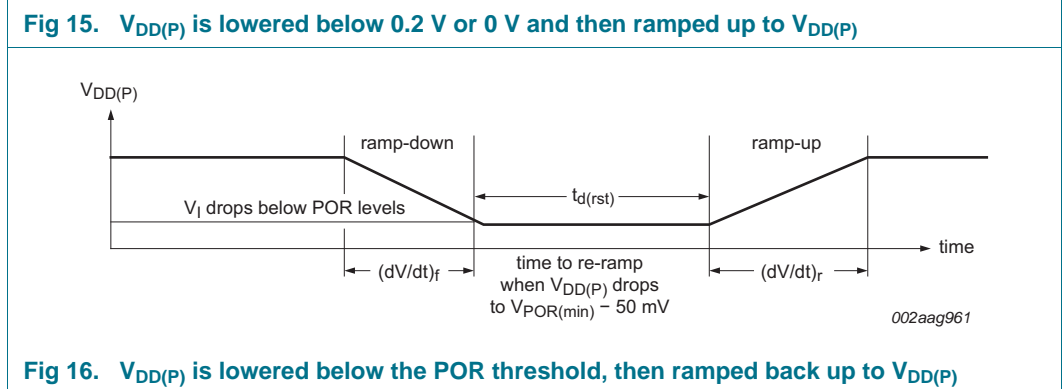 Fig 15. VDD(P) is lowered below 0.2 V or 0 V and then ramped up to VDD(P)
VDD(P)
ramp-down
ramp-up
td(rst)
VI drops below POR levels
time
(dV/dt)f
time to re-ramp
when VDD(P) drops
to VPOR(min) − 50 mV
(dV/dt)r
002aag961
Fig 16. VDD(P) is lowered below the POR threshold, then ramped back up to VDD(P)